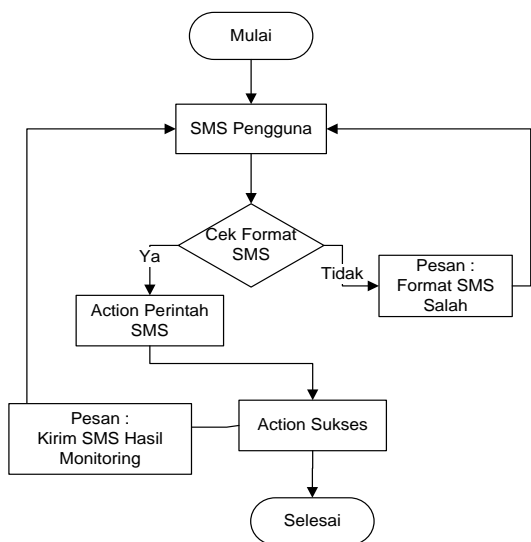 Mulai
SMS Pengguna
Cek Format
SMS
Ya
Tidak
Pesan :
Format SMS
Salah
Action Perintah
SMS
Pesan :
Kirim SMS Hasil
Monitoring
Action Sukses
Selesai